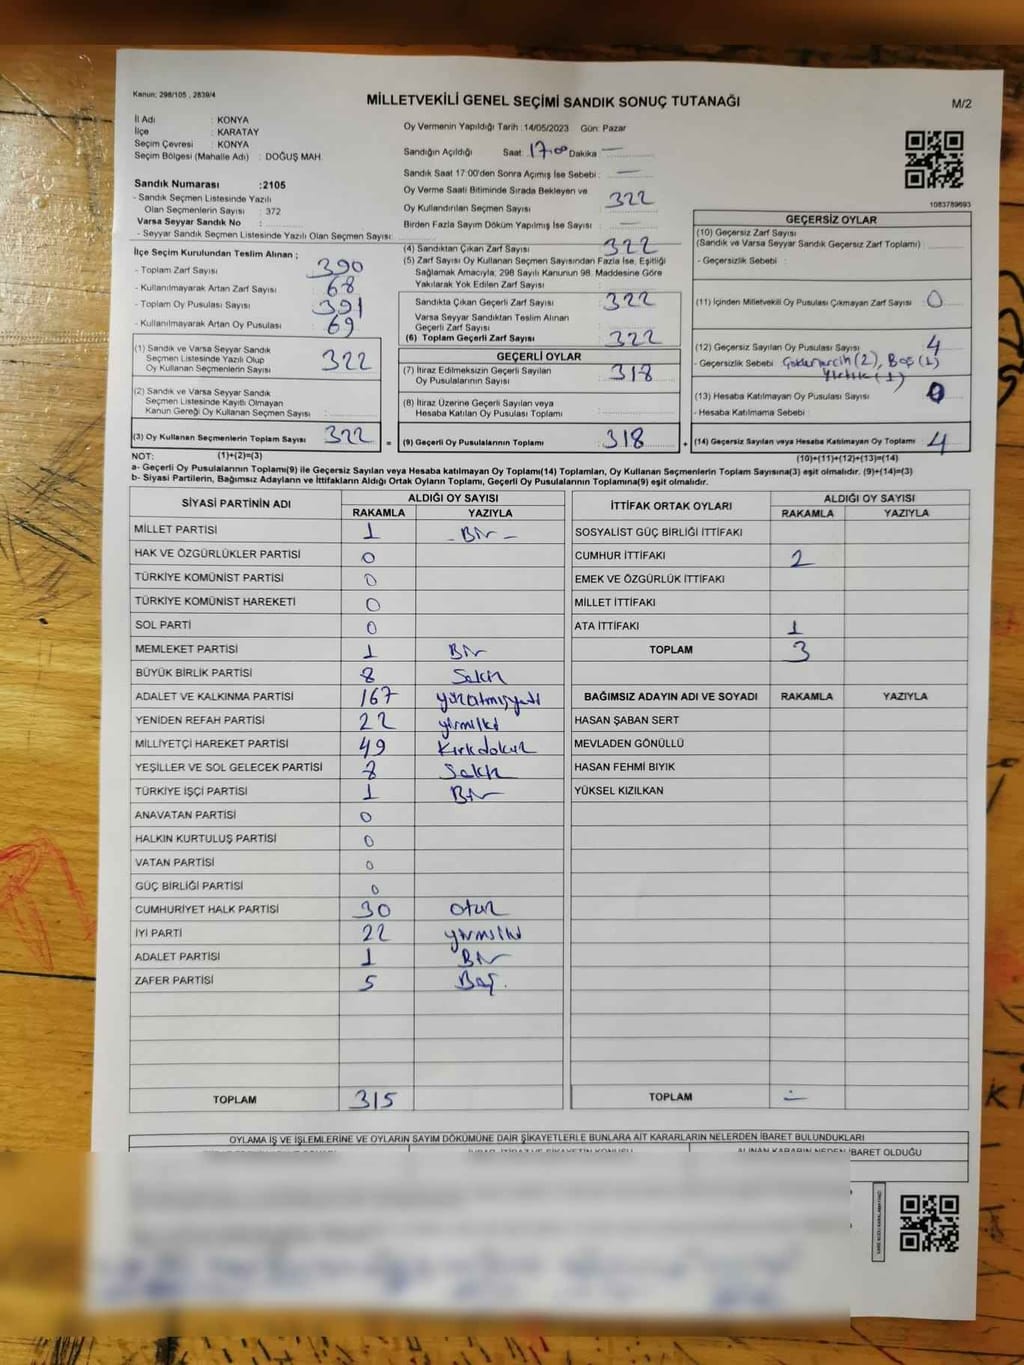 Kanun: 298/105 , 2839/4
MİLLETVEKİLİ GENEL SEÇİMİ SANDIK SONUÇ TUTANAĞI
M/2
İl Adı : KONYA
İlçe : KARATAY
Seçim Çevresi : KONYA
Seçim Bölgesi (Mahalle Adı) : DOĞUŞ MAH.
Sandık Numarası :2105
- Sandık Seçmen Listesinde Yazılı
Olan Seçmenlerin Sayısı : 372
Varsa Seyyar Sandık No :
- Seyyar Sandık Seçmen Listesinde Yazılı Olan Seçmen Sayısı:
Oy Vermenin Yapıldığı Tarih :14/05/2023 Gün: Pazar
Sandığın Açıldığı Saat: 17.00 Dakika —
Sandık Saat 17:00'den Sonra Açımış İse Sebebi : —
Oy Verme Saati Bitiminde Sırada Bekleyen ve
Oy Kullandırılan Seçmen Sayısı 322
Birden Fazla Sayım Döküm Yapılmış İse Sayısı : —
1083789693
İlçe Seçim Kurulundan Teslim Alınan ;
- Toplam Zarf Sayısı : 390
- Kullanılmayarak Artan Zarf Sayısı : 68
- Toplam Oy Pusulası Sayısı : 391
- Kullanılmayarak Artan Oy Pusulası : 69
(1) Sandık ve Varsa Seyyar Sandık
Seçmen Listesinde Yazılı Olup
Oy Kullanan Seçmenlerin Sayısı : 322
(2) Sandık ve Varsa Seyyar Sandık
Seçmen Listesinde Kayıtlı Olmayan
Kanun Gereği Oy Kullanan Seçmen Sayısı :
(3) Oy Kullanan Seçmenlerin Toplam Sayısı : 322
(4) Sandıktan Çıkan Zarf Sayısı : 322
(5) Zarf Sayısı Oy Kullanan Seçmen Sayısından Fazla İse, Eşitliği
Sağlamak Amacıyla; 298 Sayılı Kanunun 98. Maddesine Göre
Yakılarak Yok Edilen Zarf Sayısı :
Sandıkta Çıkan Geçerli Zarf Sayısı : 322
Varsa Seyyar Sandıktan Teslim Alınan
Geçerli Zarf Sayısı :
(6) Toplam Geçerli Zarf Sayısı : 322
GEÇERLİ OYLAR
(7) İtiraz Edilmeksizin Geçerli Sayılan
Oy Pusulalarının Sayısı : 318
(8) İtiraz Üzerine Geçerli Sayılan veya
Hesaba Katılan Oy Pusulası Toplamı :
= (9) Geçerli Oy Pusulalarının Toplamı : 318
GEÇERSİZ OYLAR
(10) Geçersiz Zarf Sayısı
(Sandık ve Varsa Seyyar Sandık Geçersiz Zarf Toplamı) :
- Geçersizlik Sebebi :
(11) İçinden Milletvekili Oy Pusulası Çıkmayan Zarf Sayısı : 0
(12) Geçersiz Sayılan Oy Pusulası Sayısı : 4
- Geçersizlik Sebebi : (2), Boş (1)
Yırtık (1)
(13) Hesaba Katılmayan Oy Pusulası Sayısı : 0
- Hesaba Katılmama Sebebi :
+ (14) Geçersiz Sayılan veya Hesaba Katılmayan Oy Toplamı : 4
NOT: (1)+(2)=(3) (10)+(11)+(12)+(13)=(14)
a- Geçerli Oy Pusulalarının Toplamı(9) ile Geçersiz Sayılan veya Hesaba katılmayan Oy Toplamı(14) Toplamları, Oy Kullanan Seçmenlerin Toplam Sayısına(3) eşit olmalıdır. (9)+(14)=(3)
b- Siyasi Partilerin, Bağımsız Adayların ve İttifakların Aldığı Ortak Oyların Toplamı, Geçerli Oy Pusulalarının Toplamına(9) eşit olmalıdır.
SİYASİ PARTİNİN ADI ALDIĞI OY SAYISI
RAKAMLA YAZIYLA
MİLLET PARTİSİ 1 - Bir -
HAK VE ÖZGÜRLÜKLER PARTİSİ 0
TÜRKİYE KOMÜNİST PARTİSİ 0
TÜRKİYE KOMÜNİST HAREKETİ 0
SOL PARTİ 0
MEMLEKET PARTİSİ 1 Bir
BÜYÜK BİRLİK PARTİSİ 8 Sekiz
ADALET VE KALKINMA PARTİSİ 167 yüzatmışyedi
YENİDEN REFAH PARTİSİ 22 yirmiiki
MİLLİYETÇİ HAREKET PARTİSİ 49 Kırkdokuz
YEŞİLLER VE SOL GELECEK PARTİSİ 8 Sekiz
TÜRKİYE İŞÇİ PARTİSİ 1 Bir
ANAVATAN PARTİSİ 0
HALKIN KURTULUŞ PARTİSİ 0
VATAN PARTİSİ 0
GÜÇ BİRLİĞİ PARTİSİ 0
CUMHURİYET HALK PARTİSİ 30 otuz
İYİ PARTİ 22 yirmiiki
ADALET PARTİSİ 1 Bir
ZAFER PARTİSİ 5 Beş.
TOPLAM 315
İTTİFAK ORTAK OYLARI ALDIĞI OY SAYISI
RAKAMLA YAZIYLA
SOSYALİST GÜÇ BİRLİĞİ İTTİFAKI
CUMHUR İTTİFAKI 2
EMEK VE ÖZGÜRLÜK İTTİFAKI
MİLLET İTTİFAKI
ATA İTTİFAKI 1
TOPLAM 3
BAĞIMSIZ ADAYIN ADI VE SOYADI RAKAMLA YAZIYLA
HASAN ŞABAN SERT
MEVLADEN GÖNÜLLÜ
HASAN FEHMİ BIYIK
YÜKSEL KIZILKAN
TOPLAM —
OYLAMA İŞ VE İŞLEMLERİNE VE OYLARIN SAYIM DÖKÜMÜNE DAİR ŞİKAYETLERLE BUNLARA AİT KARARLARIN NELERDEN İBARET BULUNDUKLARI
ALINAN KARARIN NEDEN İBARET OLDUĞU